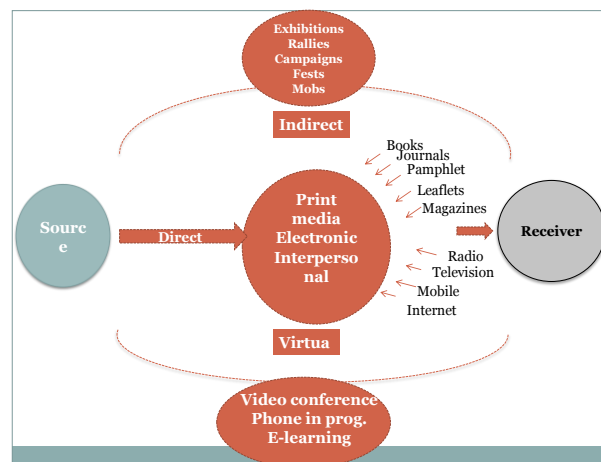 Exhibitions
Rallies
Campaigns
Fests
Mobs
Indirect
Books
Journals
Pamphlet
Leaflets
Magazines
Sourc
e
Direct
Print
media
Electronic
Interperso
nal
Receiver
Radio
Television
Mobile
Internet
Virtua
Video conference
Phone in prog.
E-learning